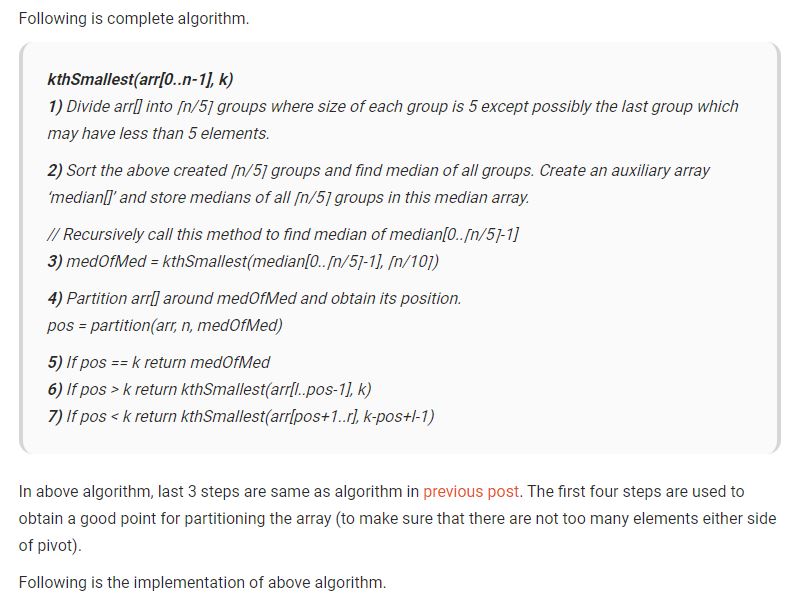 Following is complete algorithm.
kthSmallest(arr[0..n-1], k)
1) Divide arr[] into ⌈n/5⌉ groups where size of each group is 5 except possibly the last group which
may have less than 5 elements.
2) Sort the above created ⌈n/5⌉ groups and find median of all groups. Create an auxiliary array
'median[]' and store medians of all ⌈n/5⌉ groups in this median array.
// Recursively call this method to find median of median[0..⌈n/5⌉-1]
3) medOfMed = kthSmallest(median[0..⌈n/5⌉-1], ⌈n/10⌉)
4) Partition arr[] around medOfMed and obtain its position.
pos = partition(arr, n, medOfMed)
5) If pos == k return medOfMed
6) If pos > k return kthSmallest(arr[l..pos-1], k)
7) If pos < k return kthSmallest(arr[pos+1..r], k-pos+l-1)
In above algorithm, last 3 steps are same as algorithm in previous post. The first four steps are used to
obtain a good point for partitioning the array (to make sure that there are not too many elements either side
of pivot).
Following is the implementation of above algorithm.